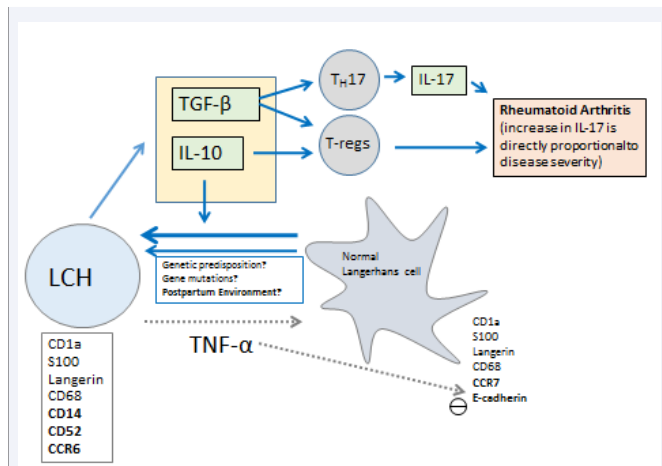 TGF-β
IL-10
TH17
IL-17
T-regs
Rheumatoid Arthritis
(increase in IL-17 is
directly proportionalto
disease severity)
LCH
Genetic predisposition?
Gene mutations?
Postpartum Environment?
Normal
Langerhans cell
TNF-α
CD1a
S100
Langerin
CD68
CD14
CD52
CCR6
CD1a
S100
Langerin
CD68
CCR7
E-cadherin